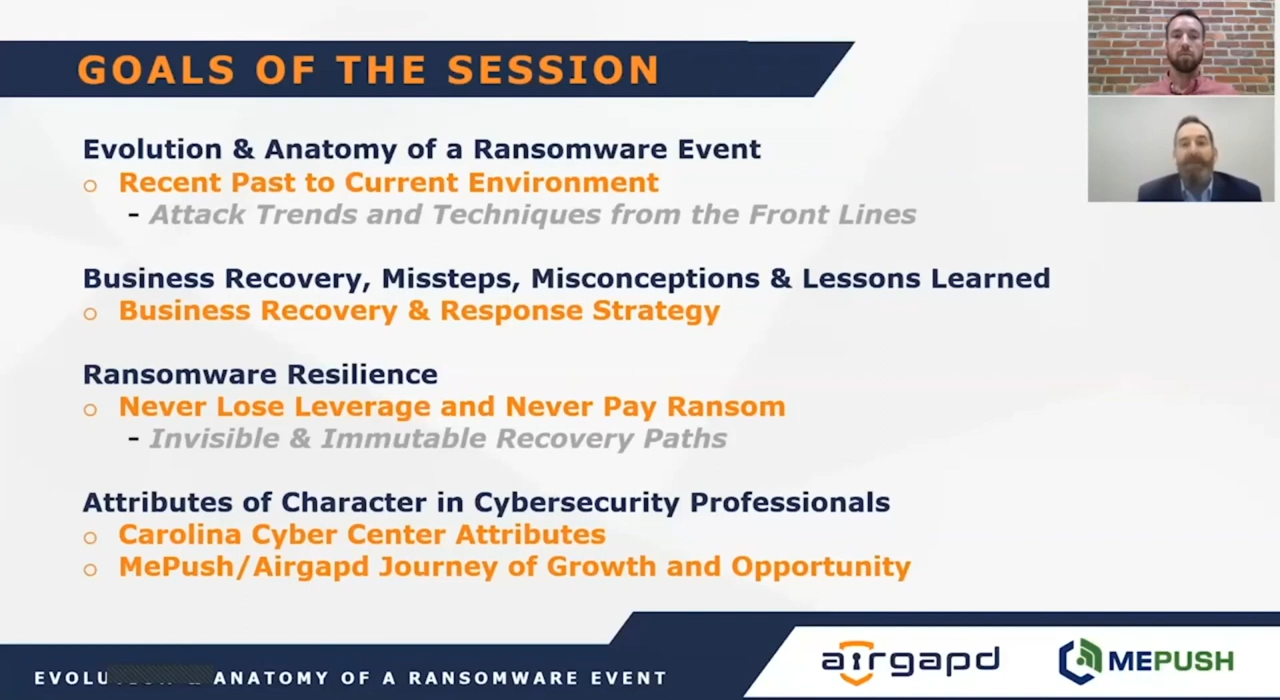 GOALS OF THE SESSION
Evolution & Anatomy of a Ransomware Event
o Recent Past to Current Environment
- Attack Trends and Techniques from the Front Lines
Business Recovery, Missteps, Misconceptions & Lessons Learned
o Business Recovery & Response Strategy
Ransomware Resilience
o Never Lose Leverage and Never Pay Ransom
- Invisible & Immutable Recovery Paths
Attributes of Character in Cybersecurity Professionals
o Carolina Cyber Center Attributes
o MePush/Airgapd Journey of Growth and Opportunity
ANATOMY OF A RANSOMWARE EVENT
airgapd
MEPUSH